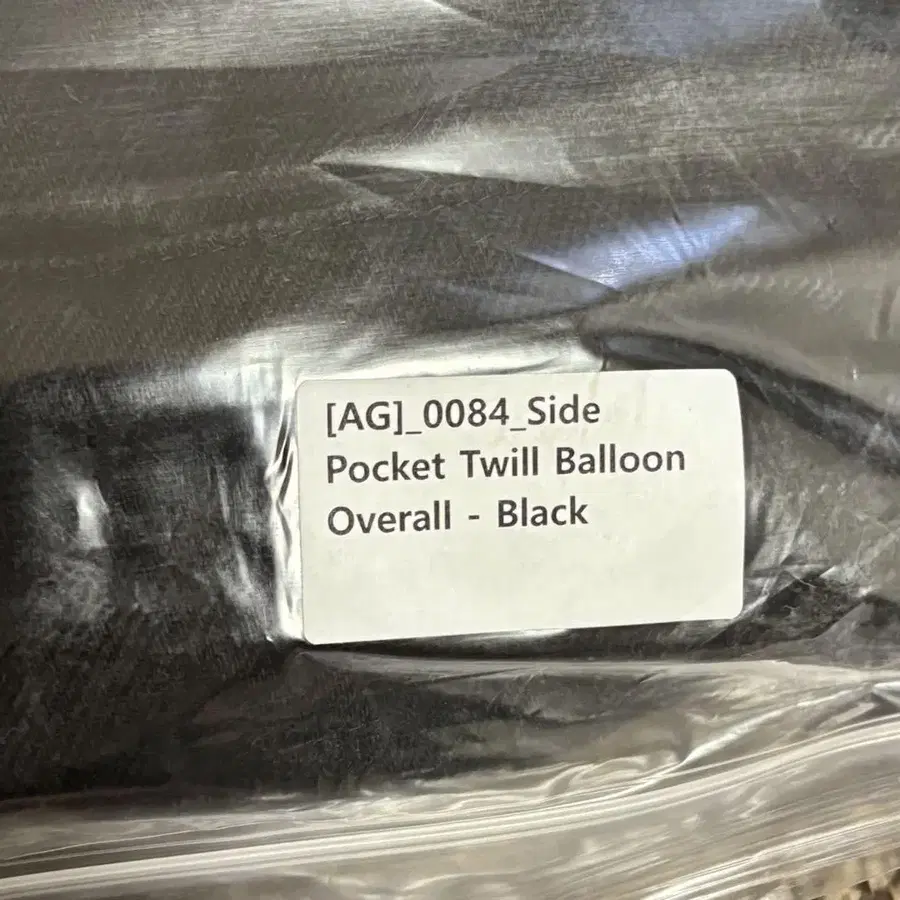 [AG]_0084_Side
Pocket Twill Balloon
Overall - Black